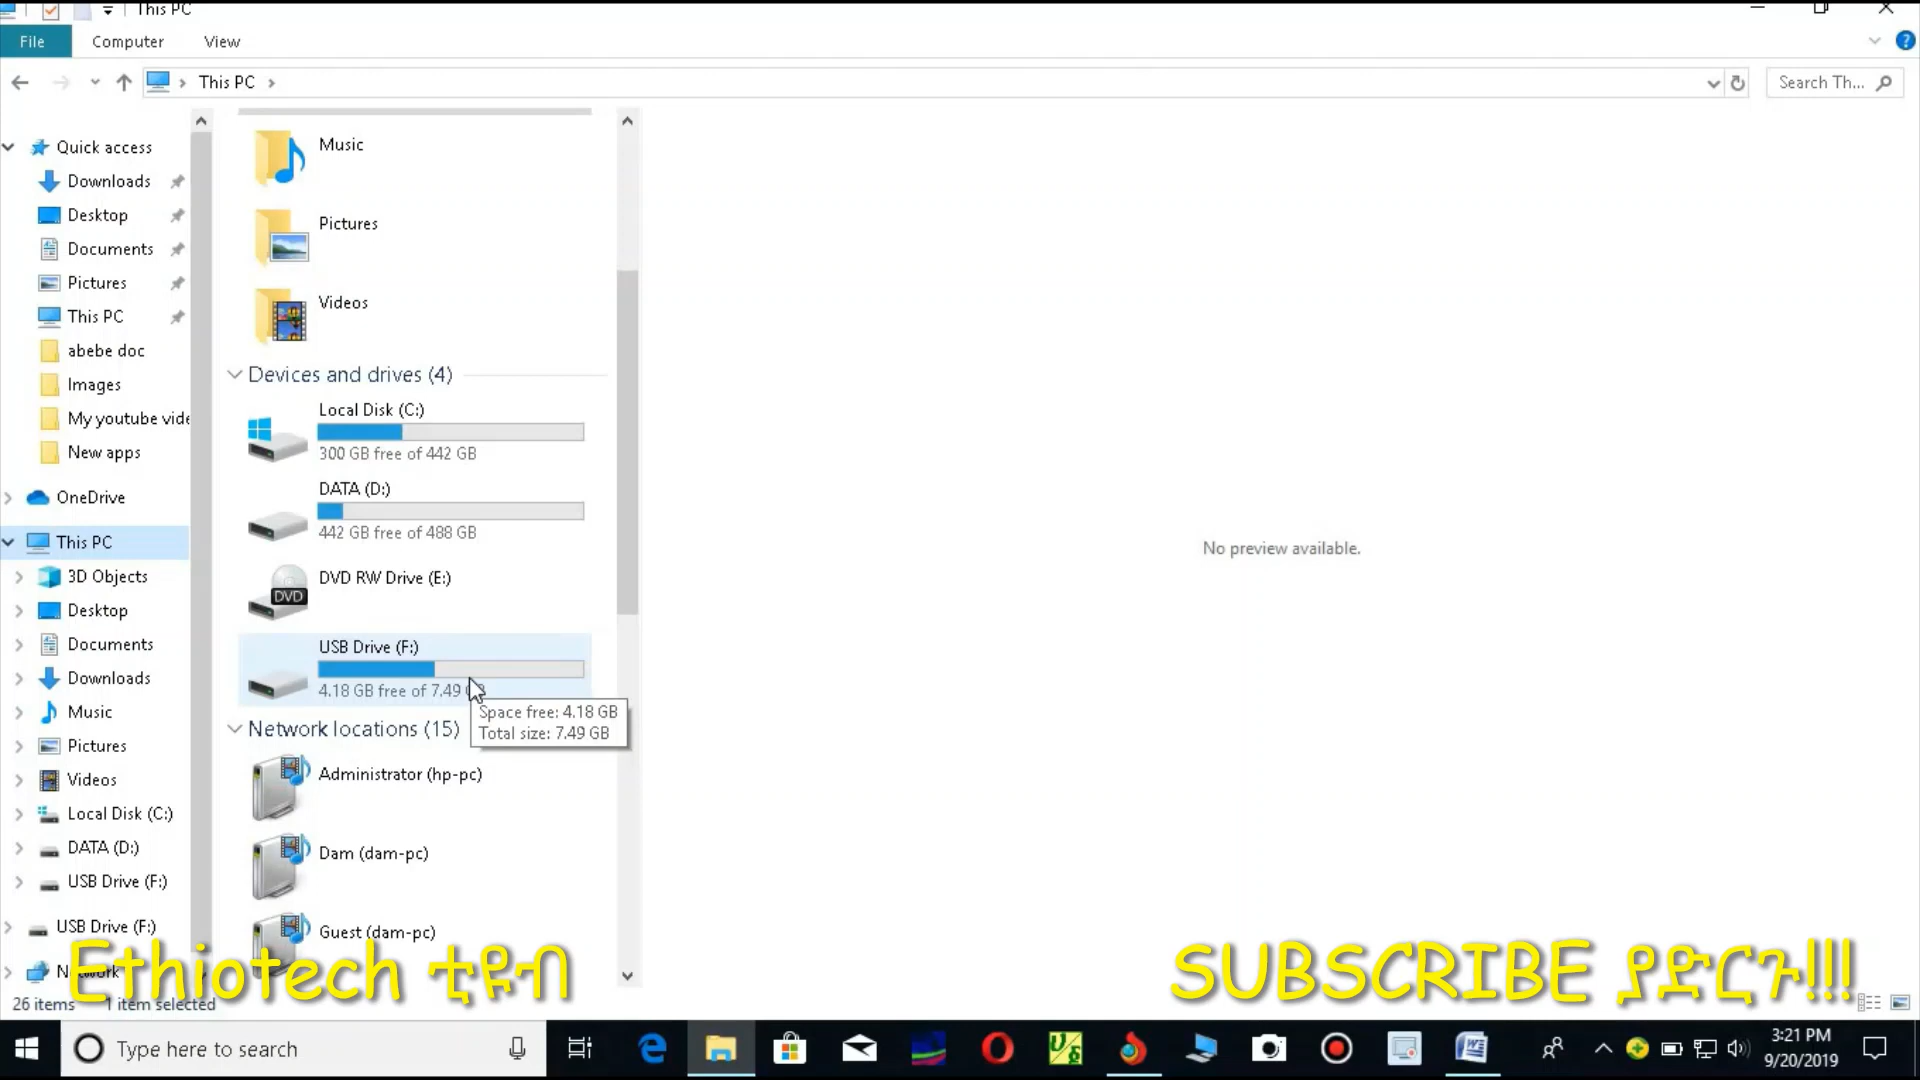 This PC
File
Computer
View
This PC
Search Th...
Quick access
Downloads
Desktop
Documents
Pictures
This PC
abebe doc
Images
My youtube vide
New apps
OneDrive
This PC
3D Objects
Desktop
Documents
Downloads
Music
Pictures
Videos
Local Disk (C:)
DATA (D:)
USB Drive (F:)
USB Drive (F:)
Network
Music
Pictures
Videos
Devices and drives (4)
Local Disk (C:)
300 GB free of 442 GB
DATA (D:)
442 GB free of 488 GB
DVD RW Drive (E:)
DVD
USB Drive (F:)
4.18 GB free of 7.49 GB
Space free: 4.18 GB
Total size: 7.49 GB
Network locations (15)
Administrator (hp-pc)
Dam (dam-pc)
Guest (dam-pc)
No preview available.
Ethiotech ቲዩብ
SUBSCRIBE ያድርጉ!!!
26 items
1 item selected
Type here to search
3:21 PM
9/20/2019